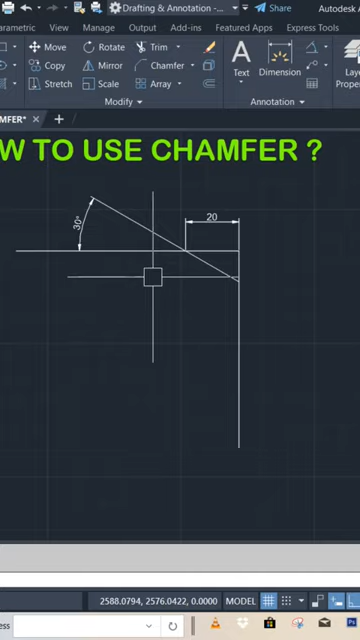 Drafting & Annotation
Share
Autodesk
arametric
View
Manage
Output
Add-ins
Featured Apps
Express
Move
Rotate
Trim
Copy
Mirror
Chamfer
Stretch
Scale
Array
Text
Dimension
Modify
Annotation
HAMFER*
W TO USE CHAMFER ?
20
30°
2588.0794, 2576.0422, 0.0000
MODEL
Ps